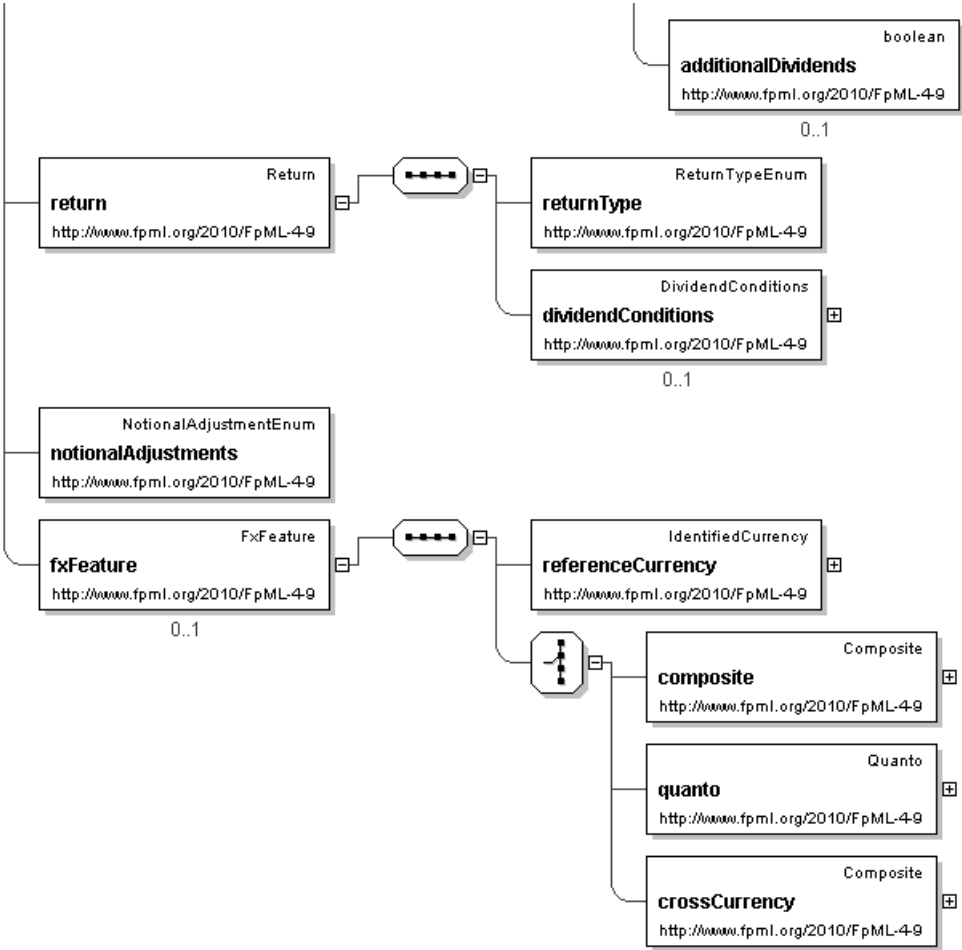 boolean
additionalDividends
http://www.fpml.org/2010/FpML-4-9
0..1
Return
return
http://www.fpml.org/2010/FpML-4-9
ReturnTypeEnum
returnType
http://www.fpml.org/2010/FpML-4-9
DividendConditions
dividendConditions
http://www.fpml.org/2010/FpML-4-9
0..1
NotionalAdjustmentEnum
notionalAdjustments
http://www.fpml.org/2010/FpML-4-9
FxFeature
fxFeature
http://www.fpml.org/2010/FpML-4-9
0..1
IdentifiedCurrency
referenceCurrency
http://www.fpml.org/2010/FpML-4-9
Composite
composite
http://www.fpml.org/2010/FpML-4-9
Quanto
quanto
http://www.fpml.org/2010/FpML-4-9
Composite
crossCurrency
http://www.fpml.org/2010/FpML-4-9